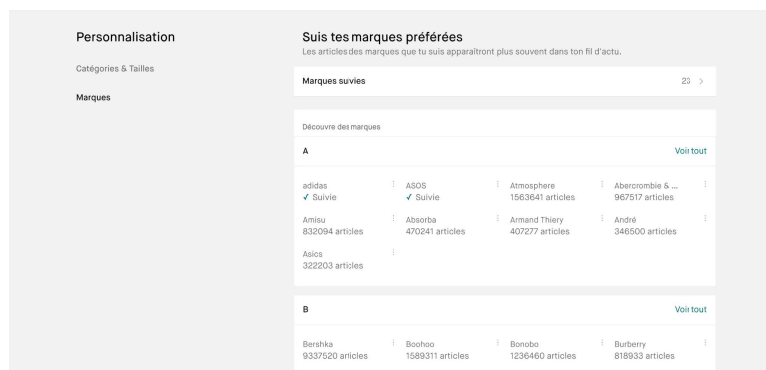 Personnalisation
Catégories & Tailles
Marques
Suis tes marques préférées
Les articles des marques que tu suis apparaîtront plus souvent dans ton fil d'actu.
Marques suivies 23
Découvre des marques
A Voir tout
adidas ASOS Atmosphere Abercrombie & ...
✓ Suivie ✓ Suivie 1563641 articles 967517 articles
Amisu Absorba Armand Thiery André
832094 articles 470241 articles 407277 articles 346500 articles
Asics
322203 articles
B Voir tout
Bershka Boohoo Bonobo Burberry
9337520 articles 1589311 articles 1236460 articles 818933 articles